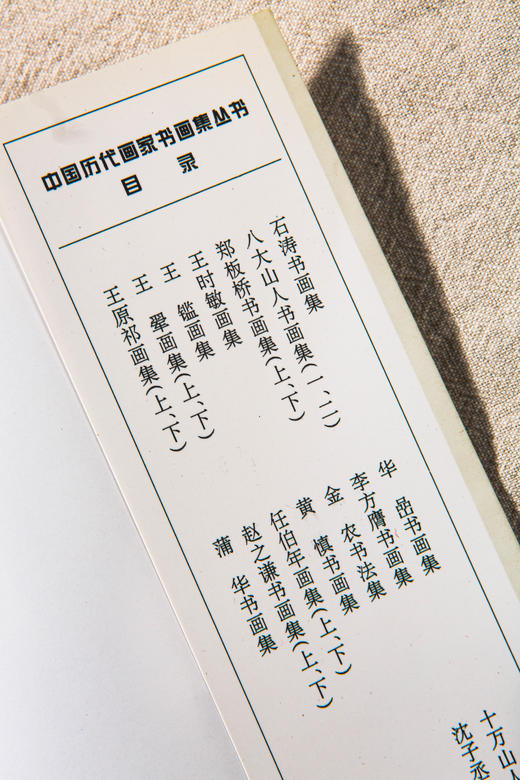 中国历代画家书画集丛书
目 录
石涛书画集
八大山人书画集(一、二)
郑板桥书画集(上、下)
王时敏画集
王 鑑画集
王 翚画集(上、下)
王原祁画集(上、下)
华 嵒书画集
李方膺书画集
金 农书法集
黄 慎书画集
任伯年画集(上、下)
赵之谦书画集(上、下)
蒲 华书画集
十万山
沈子丞